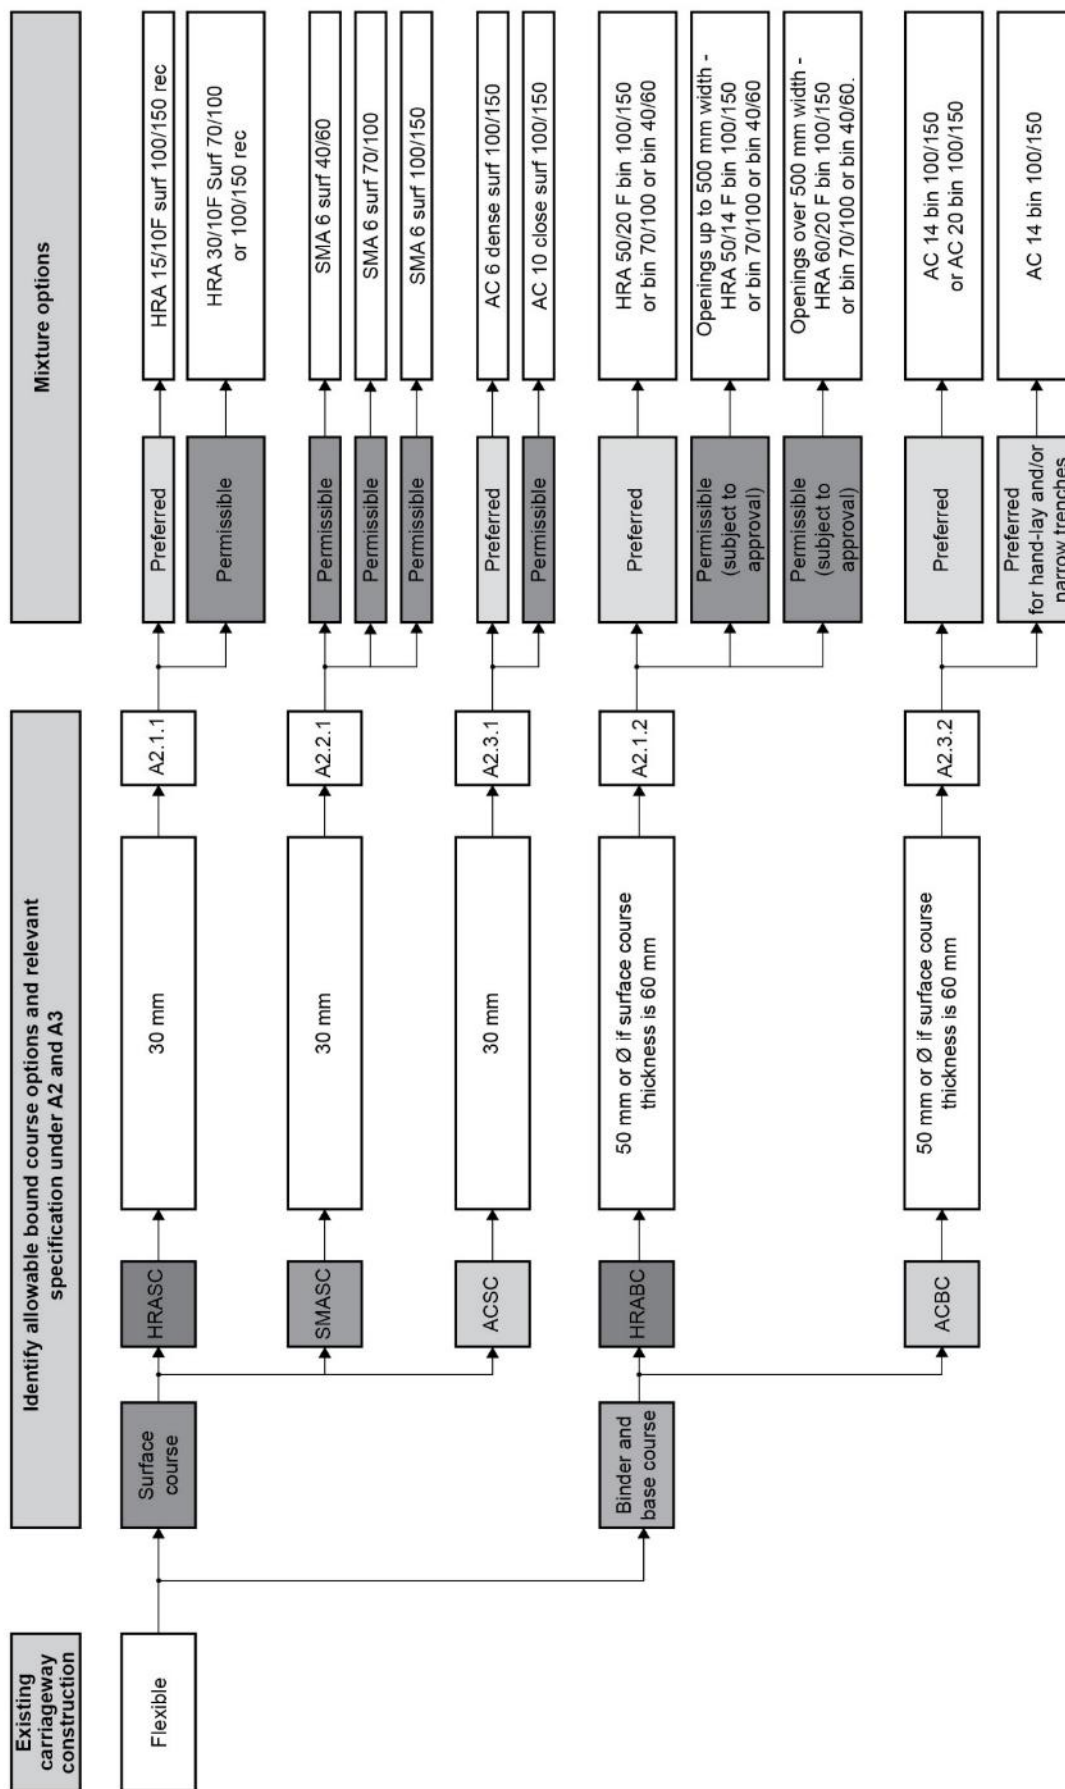 Existing
carriageway
construction
Identify allowable bound course options and relevant
specification under A2 and A3
Mixture options
Flexible
Surface
course
HRASC
30 mm
A2.1.1
Preferred
HRA 15/10F surf 100/150 rec
Permissible
HRA 30/10F Surf 70/100
or 100/150 rec
SMASC
30 mm
A2.2.1
Permissible
SMA 6 surf 40/60
Permissible
SMA 6 surf 70/100
Permissible
SMA 6 surf 100/150
ACSC
30 mm
A2.3.1
Preferred
AC 6 dense surf 100/150
Permissible
AC 10 close surf 100/150
Binder and
base course
HRABC
50 mm or Ø if surface course
thickness is 60 mm
A2.1.2
Preferred
HRA 50/20 F bin 100/150
or bin 70/100 or bin 40/60
Permissible
(subject to
approval)
Openings up to 500 mm width -
HRA 50/14 F bin 100/150
or bin 70/100 or bin 40/60
Permissible
(subject to
approval)
Openings over 500 mm width -
HRA 60/20 F bin 100/150
or bin 70/100 or bin 40/60.
ACBC
50 mm or Ø if surface course
thickness is 60 mm
A2.3.2
Preferred
AC 14 bin 100/150
or AC 20 bin 100/150
Preferred
for hand-lay and/or
narrow trenches
AC 14 bin 100/150